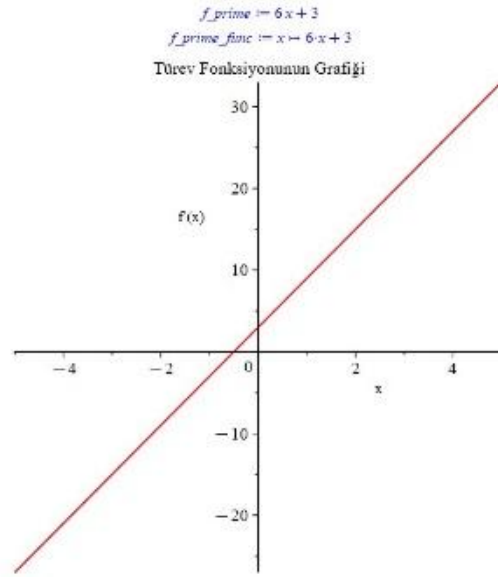 f_prime := 6 x + 3
f_prime_func := x ↦ 6·x + 3
Türev Fonksiyonunun Grafiği
30
20
f'(x)
10
−4
−2
0
2
4
x
−10
−20